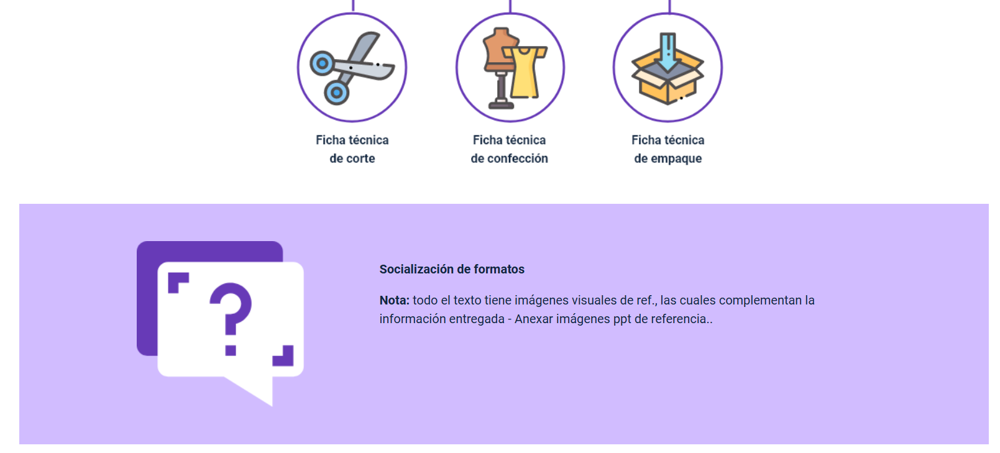 Ficha técnica
de corte
Ficha técnica
de confección
Ficha técnica
de empaque
Socialización de formatos
Nota: todo el texto tiene imágenes visuales de ref., las cuales complementan la
información entregada - Anexar imágenes ppt de referencia..